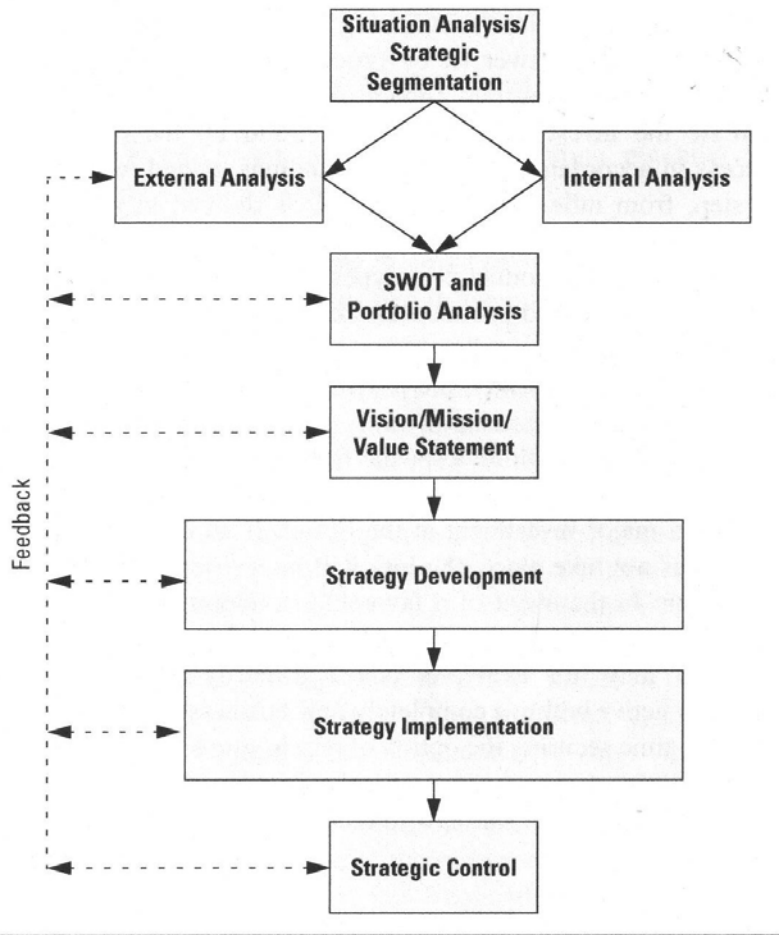 Situation Analysis/
Strategic
Segmentation
External Analysis
Internal Analysis
SWOT and
Portfolio Analysis
Vision/Mission/
Value Statement
Feedback
Strategy Development
Strategy Implementation
Strategic Control